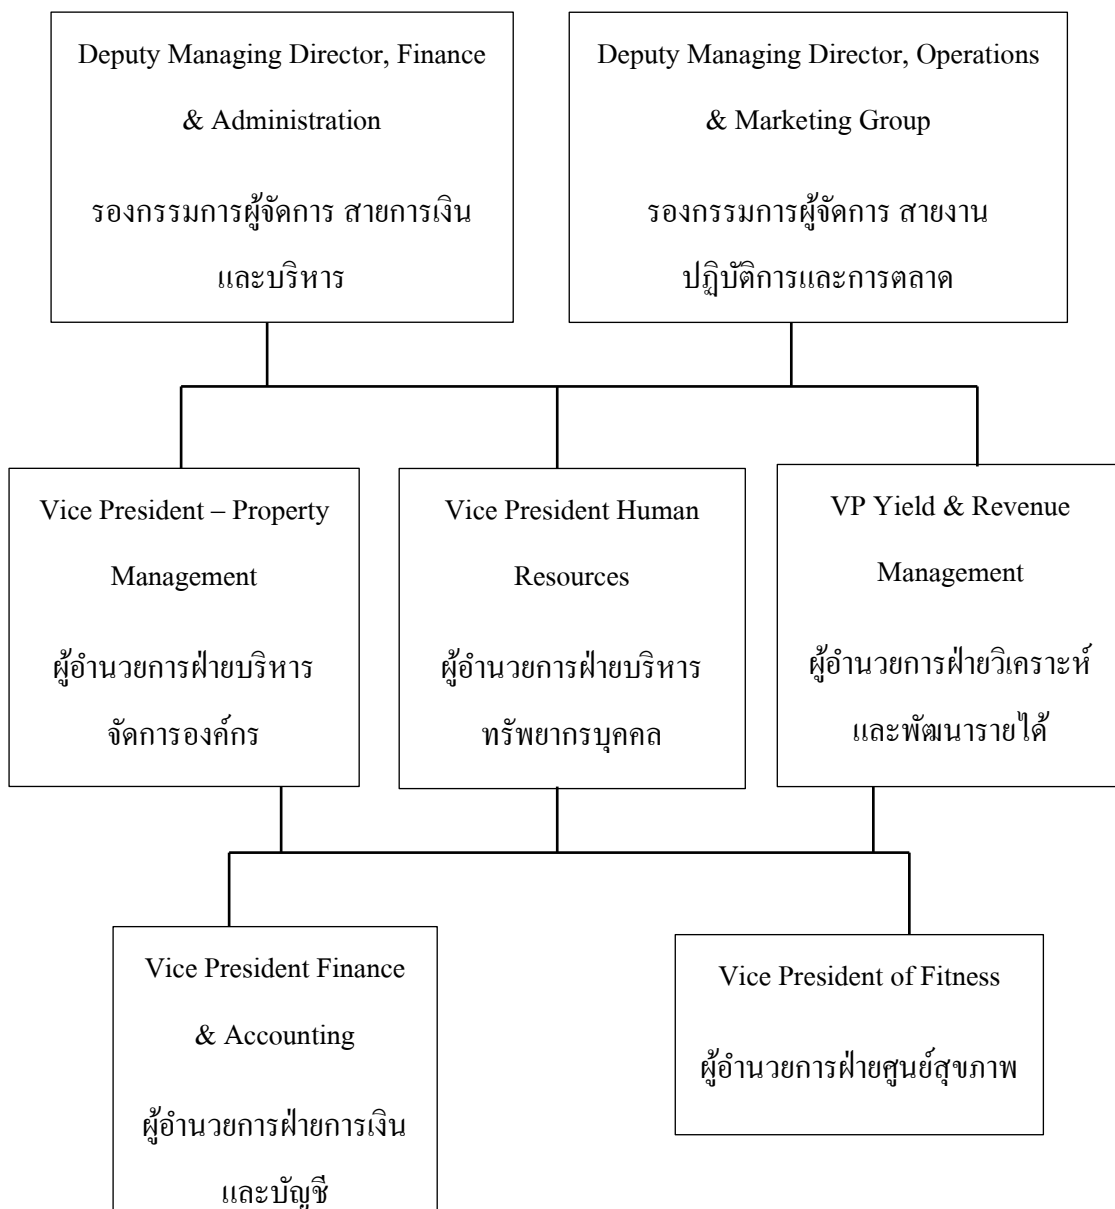 Deputy Managing Director, Finance
& Administration
รองกรรมการผู้จัดการ สายการเงิน
และบริหาร
Deputy Managing Director, Operations
& Marketing Group
รองกรรมการผู้จัดการ สายงาน
ปฏิบัติการและการตลาด
Vice President – Property
Management
ผู้อำนวยการฝ่ายบริหาร
จัดการองค์กร
Vice President Human
Resources
ผู้อำนวยการฝ่ายบริหาร
ทรัพยากรบุคคล
VP Yield & Revenue
Management
ผู้อำนวยการฝ่ายวิเคราะห์
และพัฒนารายได้
Vice President Finance
& Accounting
ผู้อำนวยการฝ่ายการเงิน
และบัญชี
Vice President of Fitness
ผู้อำนวยการฝ่ายศูนย์สุขภาพ